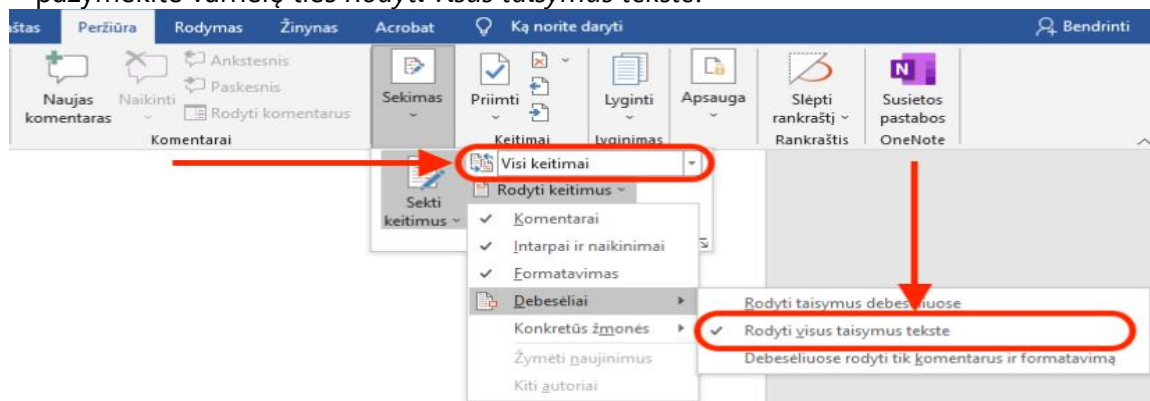 pažymėkite varnelę ties Rodyti visus taisymus tekste.
štas Peržiūra Rodymas Žinynas Acrobat Ką norite daryti Bendrinti
Naujas komentaras
Naikinti
Ankstesnis
Paskesnis
Rodyti komentarus
Komentarai
Sekimas
Priimti
Keitimai
Lyginti
Lyginimas
Apsauga
Slėpti rankraštį
Rankraštis
Susietos pastabos
OneNote
Visi keitimai
Sekti keitimus
Rodyti keitimus
Komentarai
Intarpai ir naikinimai
Formatavimas
Debesėliai
Konkretūs žmonės
Žymėti naujinimus
Kiti autoriai
Rodyti taisymus debesėliuose
Rodyti visus taisymus tekste
Debesėliuose rodyti tik komentarus ir formatavimą